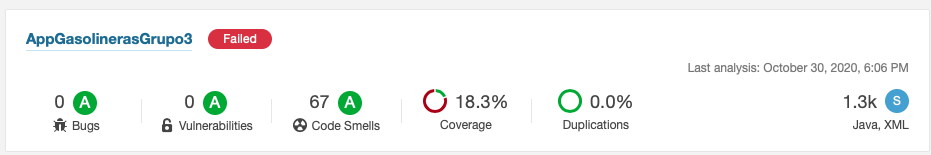 AppGasolinerasGrupo3 Failed
Last analysis: October 30, 2020, 6:06 PM
0 A 0 A 67 A 18.3% 0.0% 1.3k S
Bugs Vulnerabilities Code Smells Coverage Duplications Java, XML